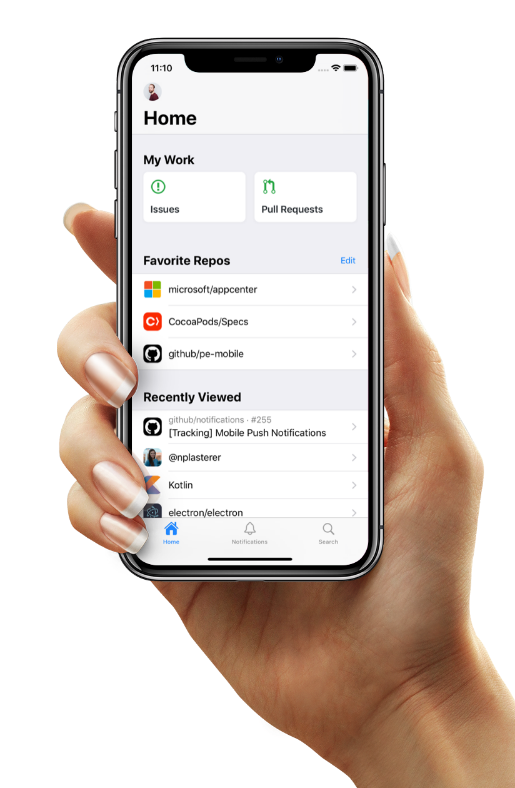 11:10
Home
My Work
Issues
Pull Requests
Favorite Repos
Edit
microsoft/appcenter
CocoaPods/Specs
github/pe-mobile
Recently Viewed
github/notifications · #255
[Tracking] Mobile Push Notifications
@nplasterer
Kotlin
electron/electron
Home
Notifications
Search